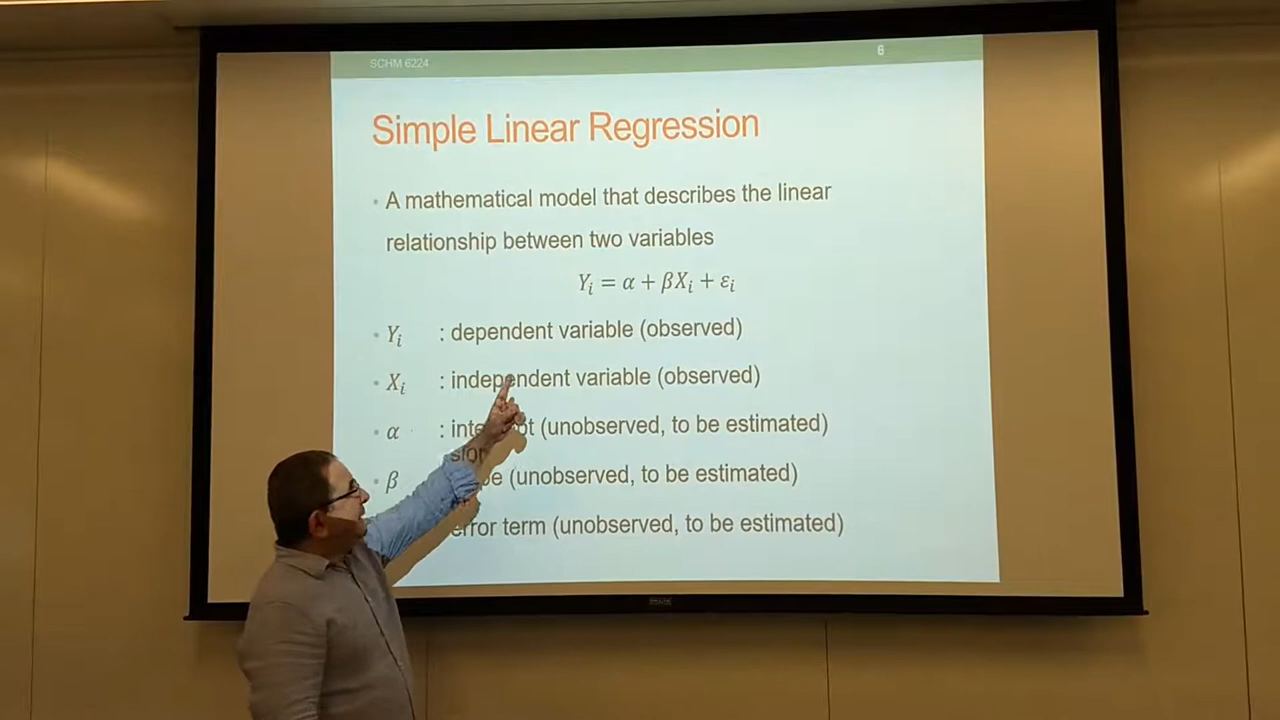 SCHM 6224
6
Simple Linear Regression
• A mathematical model that describes the linear
relationship between two variables
Yᵢ = α + βXᵢ + εᵢ
• Yᵢ : dependent variable (observed)
• Xᵢ : independent variable (observed)
• α : (unobserved, to be estimated)
• β (unobserved, to be estimated)
error term (unobserved, to be estimated)